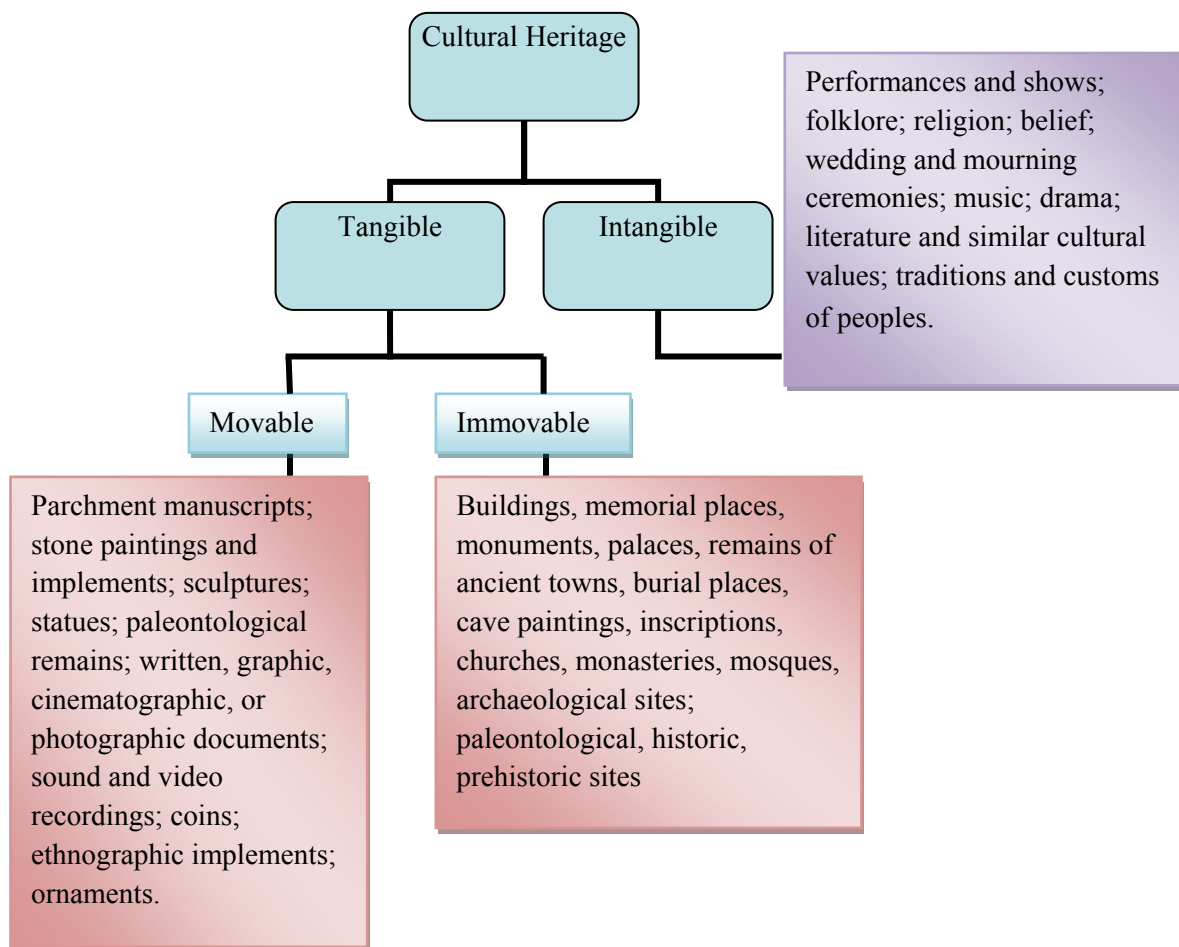 Cultural Heritage
Performances and shows;
folklore; religion; belief;
wedding and mourning
ceremonies; music; drama;
literature and similar cultural
values; traditions and customs
of peoples.
Tangible
Intangible
Movable
Immovable
Parchment manuscripts;
stone paintings and
implements; sculptures;
statues; paleontological
remains; written, graphic,
cinematographic, or
photographic documents;
sound and video
recordings; coins;
ethnographic implements;
ornaments.
Buildings, memorial places,
monuments, palaces, remains of
ancient towns, burial places,
cave paintings, inscriptions,
churches, monasteries, mosques,
archaeological sites;
paleontological, historic,
prehistoric sites